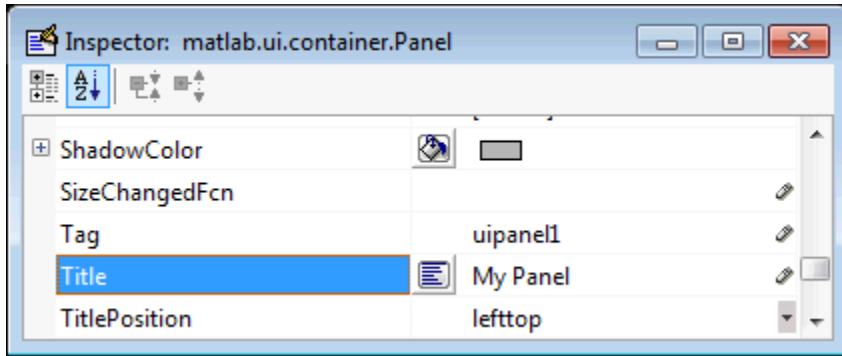 Inspector: matlab.ui.container.Panel
ShadowColor
SizeChangedFcn
Tag uipanel1
Title My Panel
TitlePosition lefttop